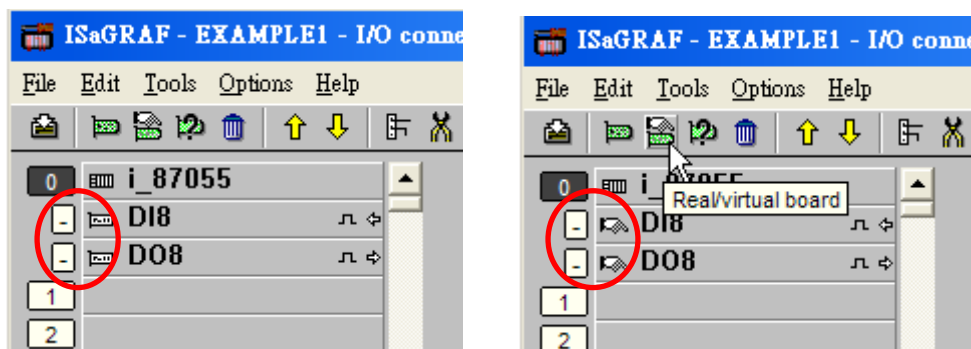 ISaGRAF - EXAMPLE1 - I/O conne
File Edit Tools Options Help
0 i_87055
- DI8
- DO8
1
2
ISaGRAF - EXAMPLE1 - I/O conne
File Edit Tools Options Help
0
Real/virtual board
- DI8
- DO8
1
2